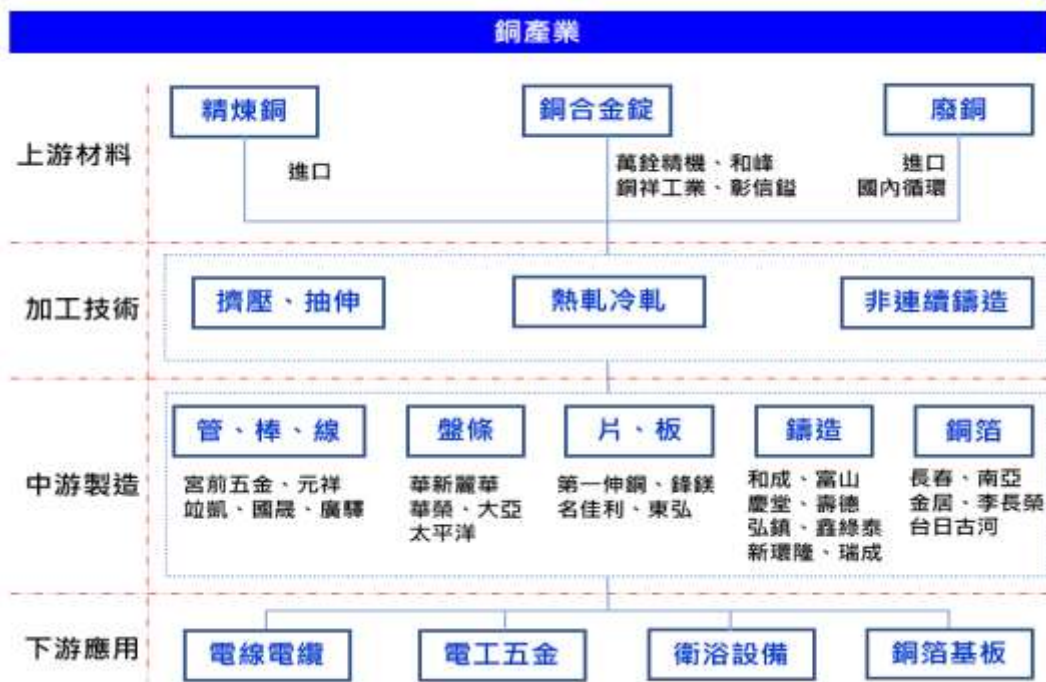 銅產業
上游材料
精煉銅
銅合金錠
廢銅
進口
萬銓精機、和峰
銅祥工業、彰信鎰
進口
國內循環
加工技術
擠壓、抽伸
熱軋冷軋
非連續鑄造
中游製造
管、棒、線
盤條
片、板
鑄造
銅箔
宮前五金、元祥
竝凱、國晟、廣驛
華新麗華
華榮、大亞
太平洋
第一伸銅、鋒鎂
名佳利、東弘
和成、富山
慶堂、壽德
弘鎮、鑫綠泰
新環隆、瑞成
長春、南亞
金居、李長榮
台日古河
下游應用
電線電纜
電工五金
衛浴設備
銅箔基板